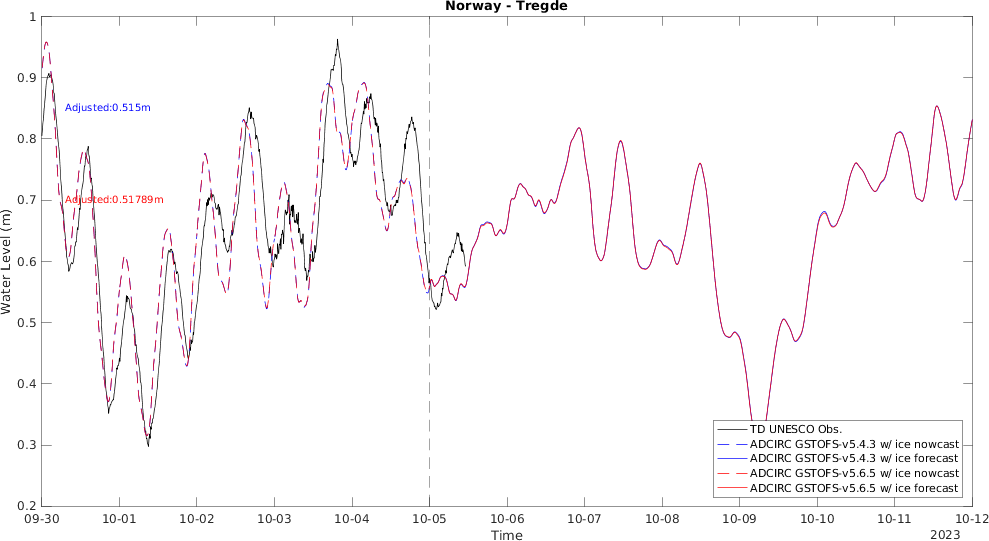 Norway - Tregde
1
0.9
0.8
0.7
0.6
0.5
0.4
0.3
0.2
Water Level (m)
Adjusted:0.515m
Adjusted:0.51789m
TD UNESCO Obs.
ADCIRC GSTOFS-v5.4.3 w/ ice nowcast
ADCIRC GSTOFS-v5.4.3 w/ ice forecast
ADCIRC GSTOFS-v5.6.5 w/ ice nowcast
ADCIRC GSTOFS-v5.6.5 w/ ice forecast
09-30 10-01 10-02 10-03 10-04 10-05 10-06 10-07 10-08 10-09 10-10 10-11 10-12
Time
2023